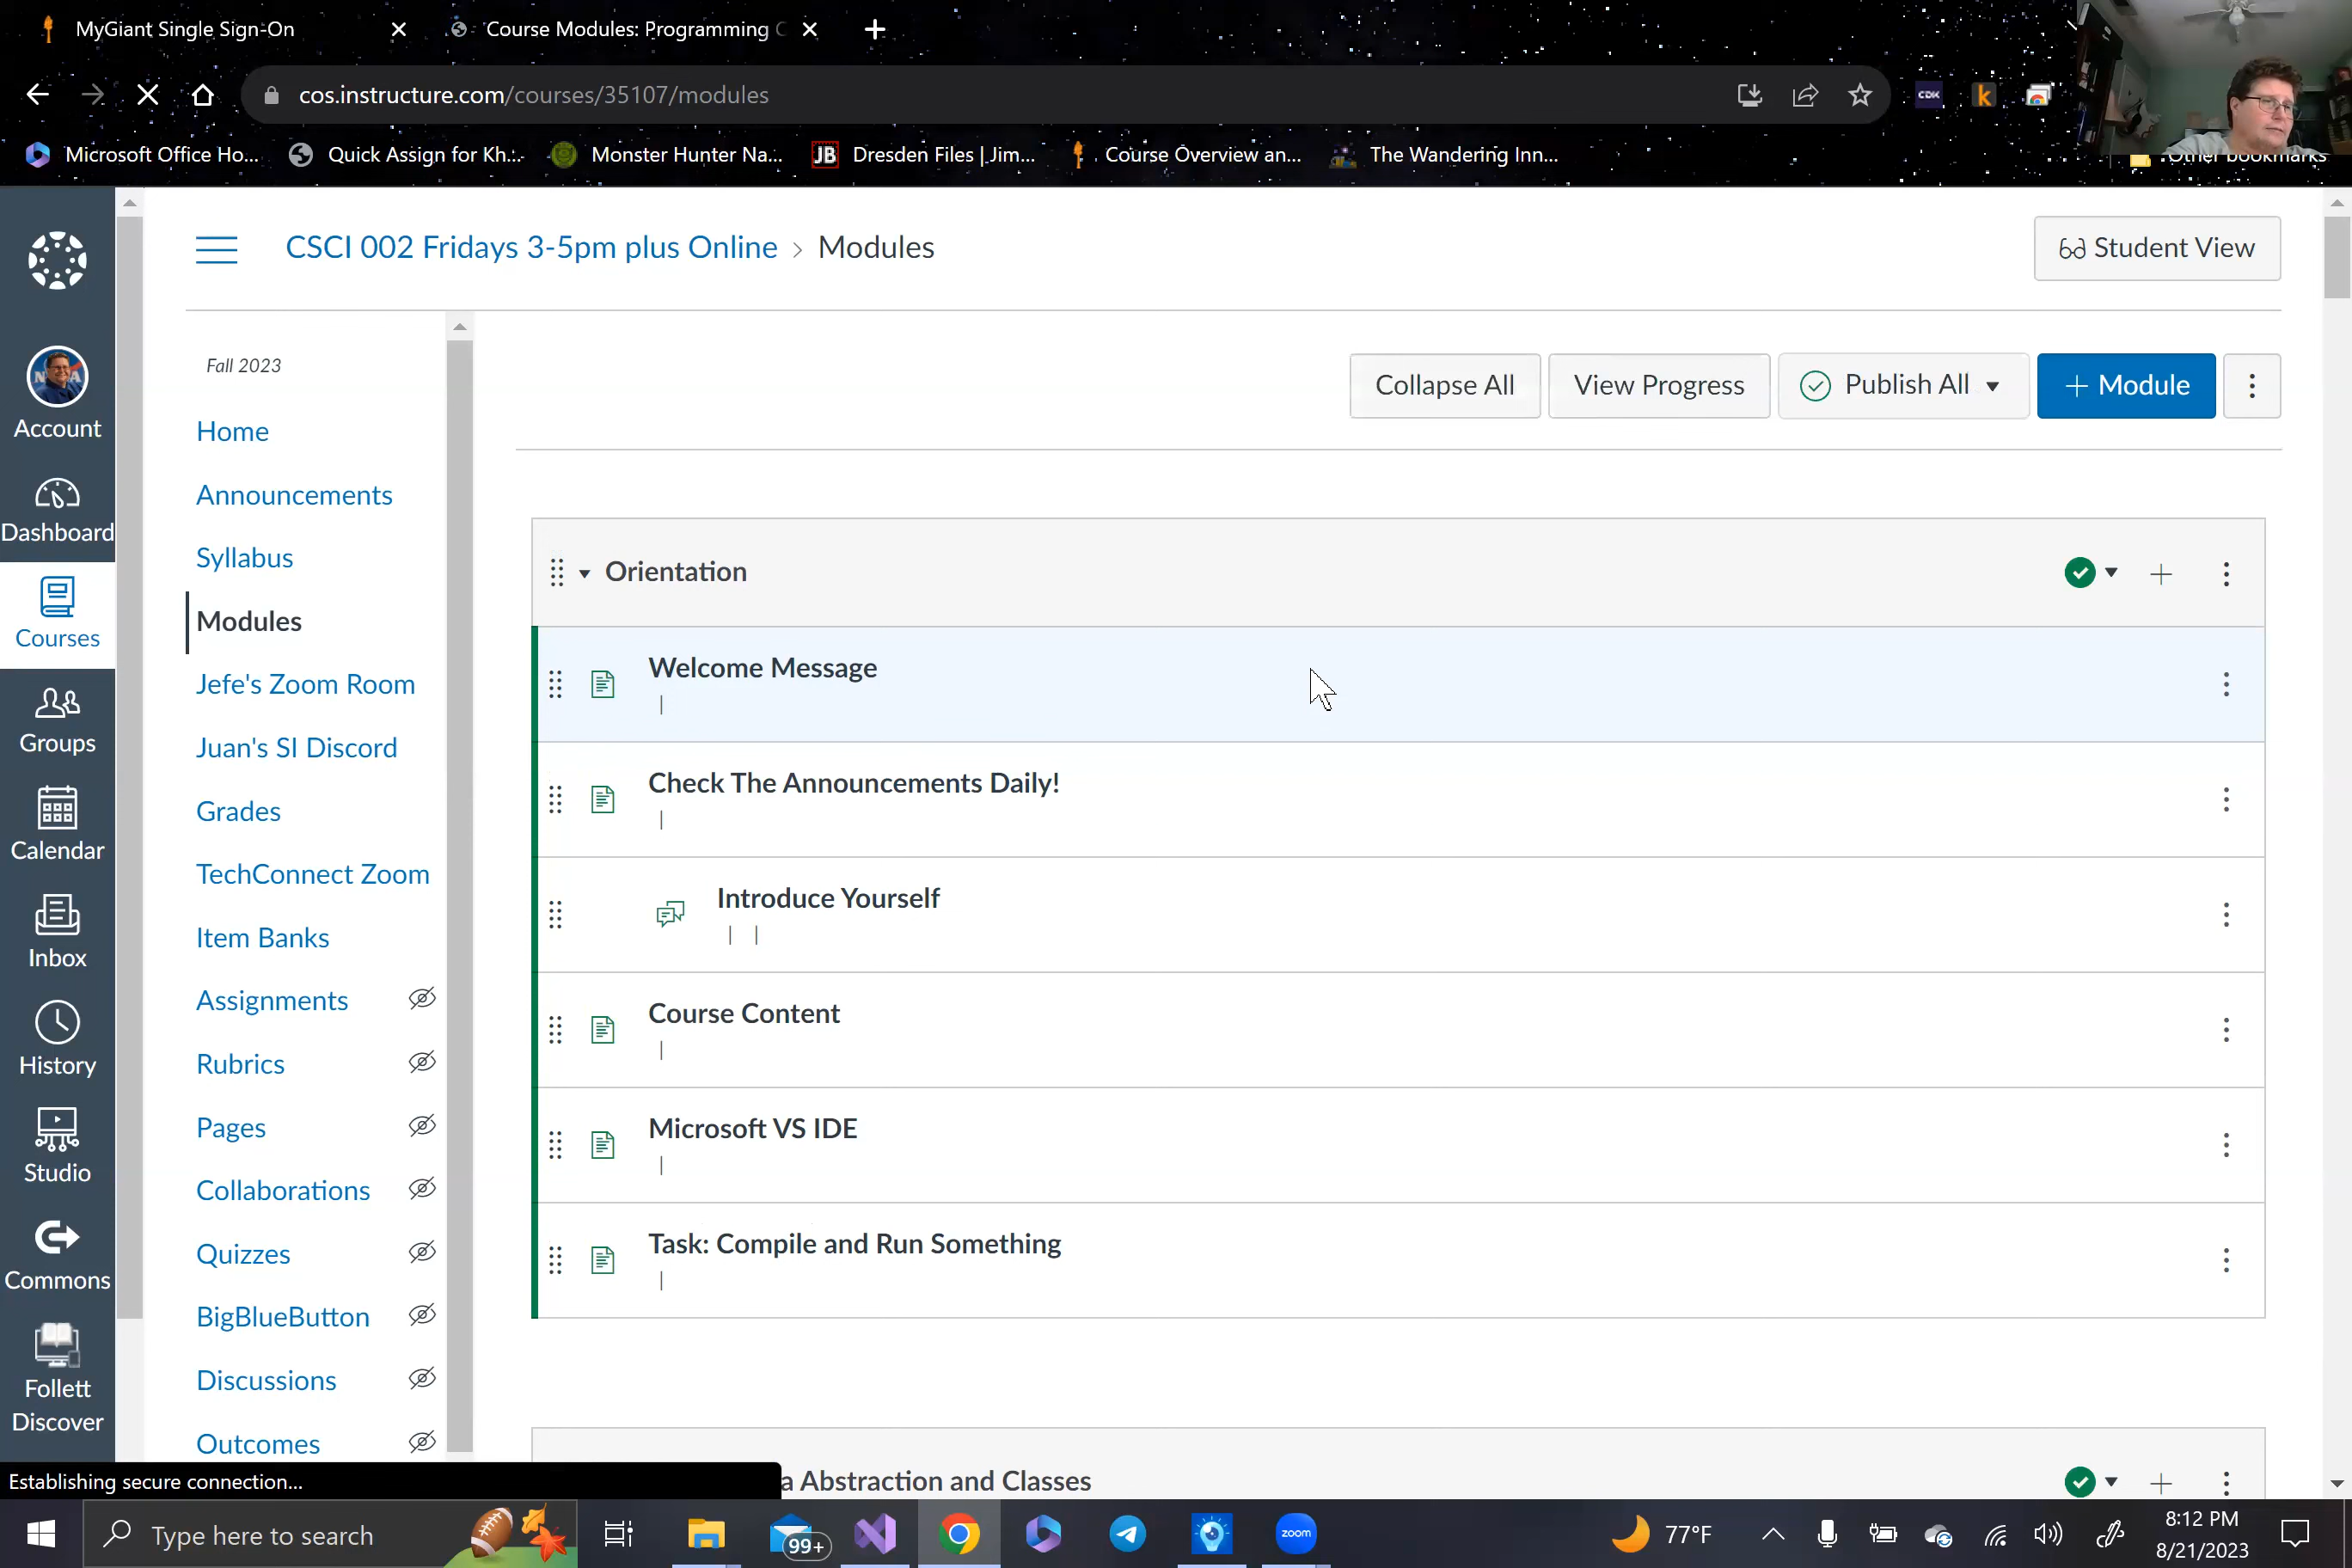 MyGiant Single Sign-On
Course Modules: Programming C
cos.instructure.com/courses/35107/modules
CDK
k
Microsoft Office Ho...
Quick Assign for Kh...
Monster Hunter Na...
JB
Dresden Files | Jim...
Course Overview an...
The Wandering Inn...
Other bookmarks
CSCI 002 Fridays 3-5pm plus Online > Modules
Student View
Account
Dashboard
Courses
Groups
Calendar
Inbox
History
Studio
Commons
Follett
Discover
Fall 2023
Home
Announcements
Syllabus
Modules
Jefe's Zoom Room
Juan's SI Discord
Grades
TechConnect Zoom
Item Banks
Assignments
Rubrics
Pages
Collaborations
Quizzes
BigBlueButton
Discussions
Outcomes
Collapse All
View Progress
Publish All
+ Module
Orientation
Welcome Message
|
Check The Announcements Daily!
|
Introduce Yourself
| |
Course Content
|
Microsoft VS IDE
|
Task: Compile and Run Something
|
a Abstraction and Classes
Establishing secure connection...
Type here to search
99+
zoom
77°F
8:12 PM
8/21/2023